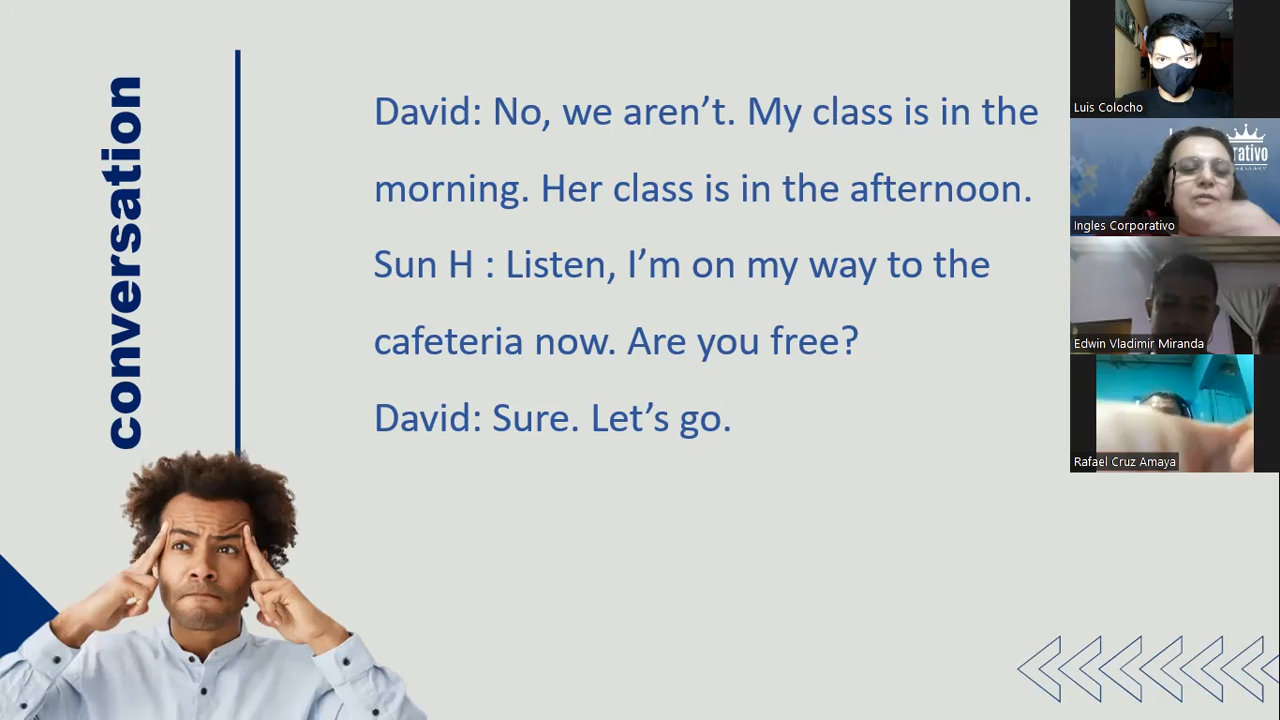 conversation
David: No, we aren’t. My class is in the
morning. Her class is in the afternoon.
Sun H : Listen, I’m on my way to the
cafeteria now. Are you free?
David: Sure. Let’s go.
Luis Colocho
Ingles Corporativo
Edwin Vladimir Miranda
Rafael Cruz Amaya